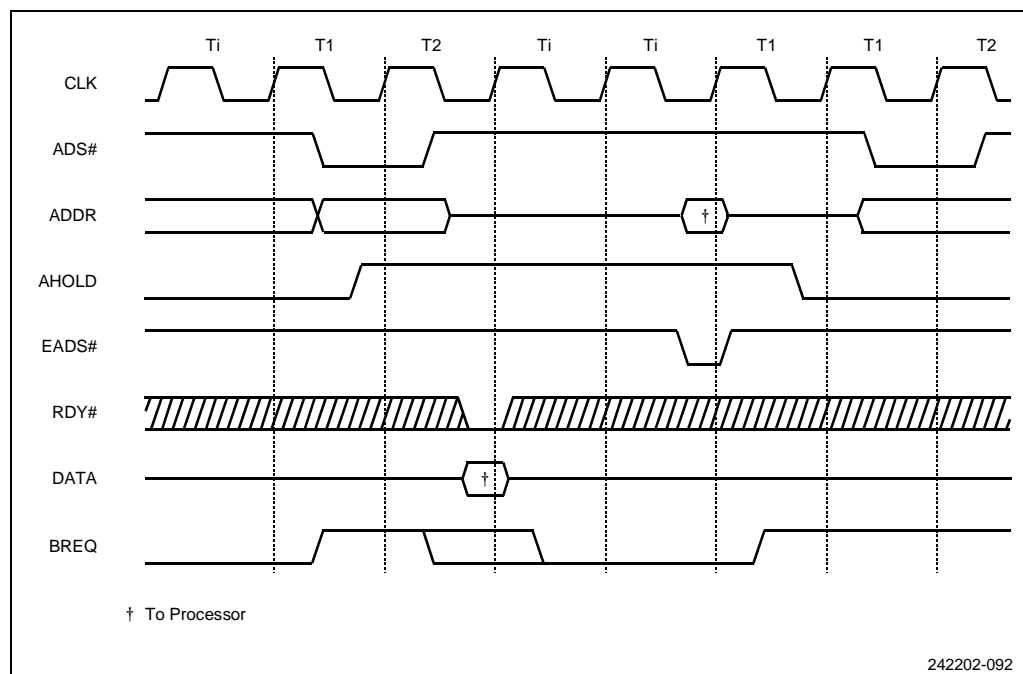 Ti T1 T2 Ti Ti T1 T1 T2
CLK
ADS#
ADDR †
AHOLD
EADS#
RDY#
DATA †
BREQ
† To Processor
242202-092